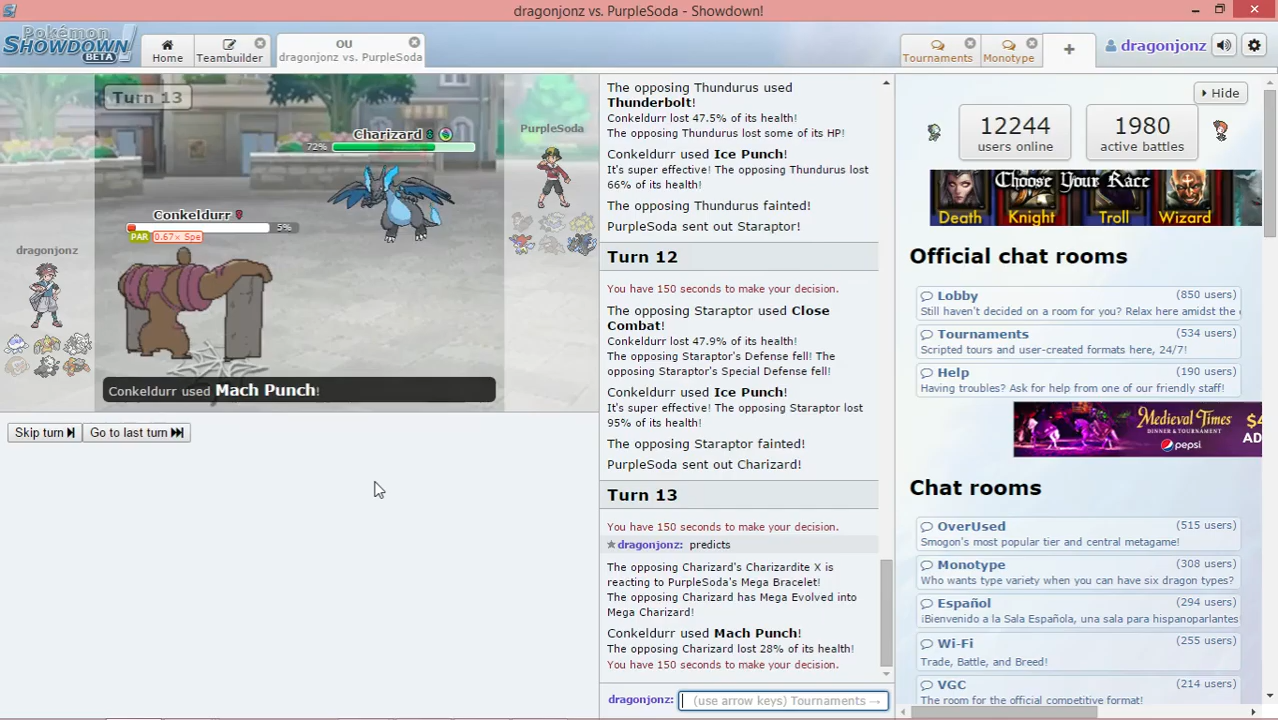 dragonjonz vs. PurpleSoda - Showdown!
Pokémon
SHOWDOWN
BETA
Home
Teambuilder
OU
dragonjonz vs. PurpleSoda
Tournaments
Monotype
+
dragonjonz
Turn 13
Charizard
72%
PurpleSoda
Conkeldurr
5%
PAR 0.67× Spe
dragonjonz
Conkeldurr used Mach Punch!
Skip turn
Go to last turn
The opposing Thundurus used
Thunderbolt!
Conkeldurr lost 47.5% of its health!
The opposing Thundurus lost some of its HP!
Conkeldurr used Ice Punch!
It's super effective! The opposing Thundurus lost
66% of its health!
The opposing Thundurus fainted!
PurpleSoda sent out Staraptor!
Turn 12
You have 150 seconds to make your decision.
The opposing Staraptor used Close
Combat!
Conkeldurr lost 47.9% of its health!
The opposing Staraptor's Defense fell! The
opposing Staraptor's Special Defense fell!
Conkeldurr used Ice Punch!
It's super effective! The opposing Staraptor lost
95% of its health!
The opposing Staraptor fainted!
PurpleSoda sent out Charizard!
Turn 13
You have 150 seconds to make your decision.
★dragonjonz: predicts
The opposing Charizard's Charizardite X is
reacting to PurpleSoda's Mega Bracelet!
The opposing Charizard has Mega Evolved into
Mega Charizard!
Conkeldurr used Mach Punch!
The opposing Charizard lost 28% of its health!
You have 150 seconds to make your decision.
dragonjonz: (use arrow keys) Tournaments →
Hide
12244
users online
1980
active battles
Choose Your Race
Death Knight Troll Wizard
Official chat rooms
Lobby (850 users)
Still haven't decided on a room for you? Relax here amidst the
Tournaments (534 users)
Scripted tours and user-created formats here, 24/7!
Help (190 users)
Having troubles? Ask for help from one of our friendly staff!
Medieval Times
DINNER & TOURNAMENT
pepsi
$4
AD
Chat rooms
OverUsed (515 users)
Smogon's most popular tier and central metagame!
Monotype (308 users)
Who wants type variety when you can have six dragon types?
Español (294 users)
¡Bienvenido a la Sala Española, una sala para hispanoparlantes
Wi-Fi (255 users)
Trade, Battle, and Breed!
VGC (214 users)
The room for the official competitive format!